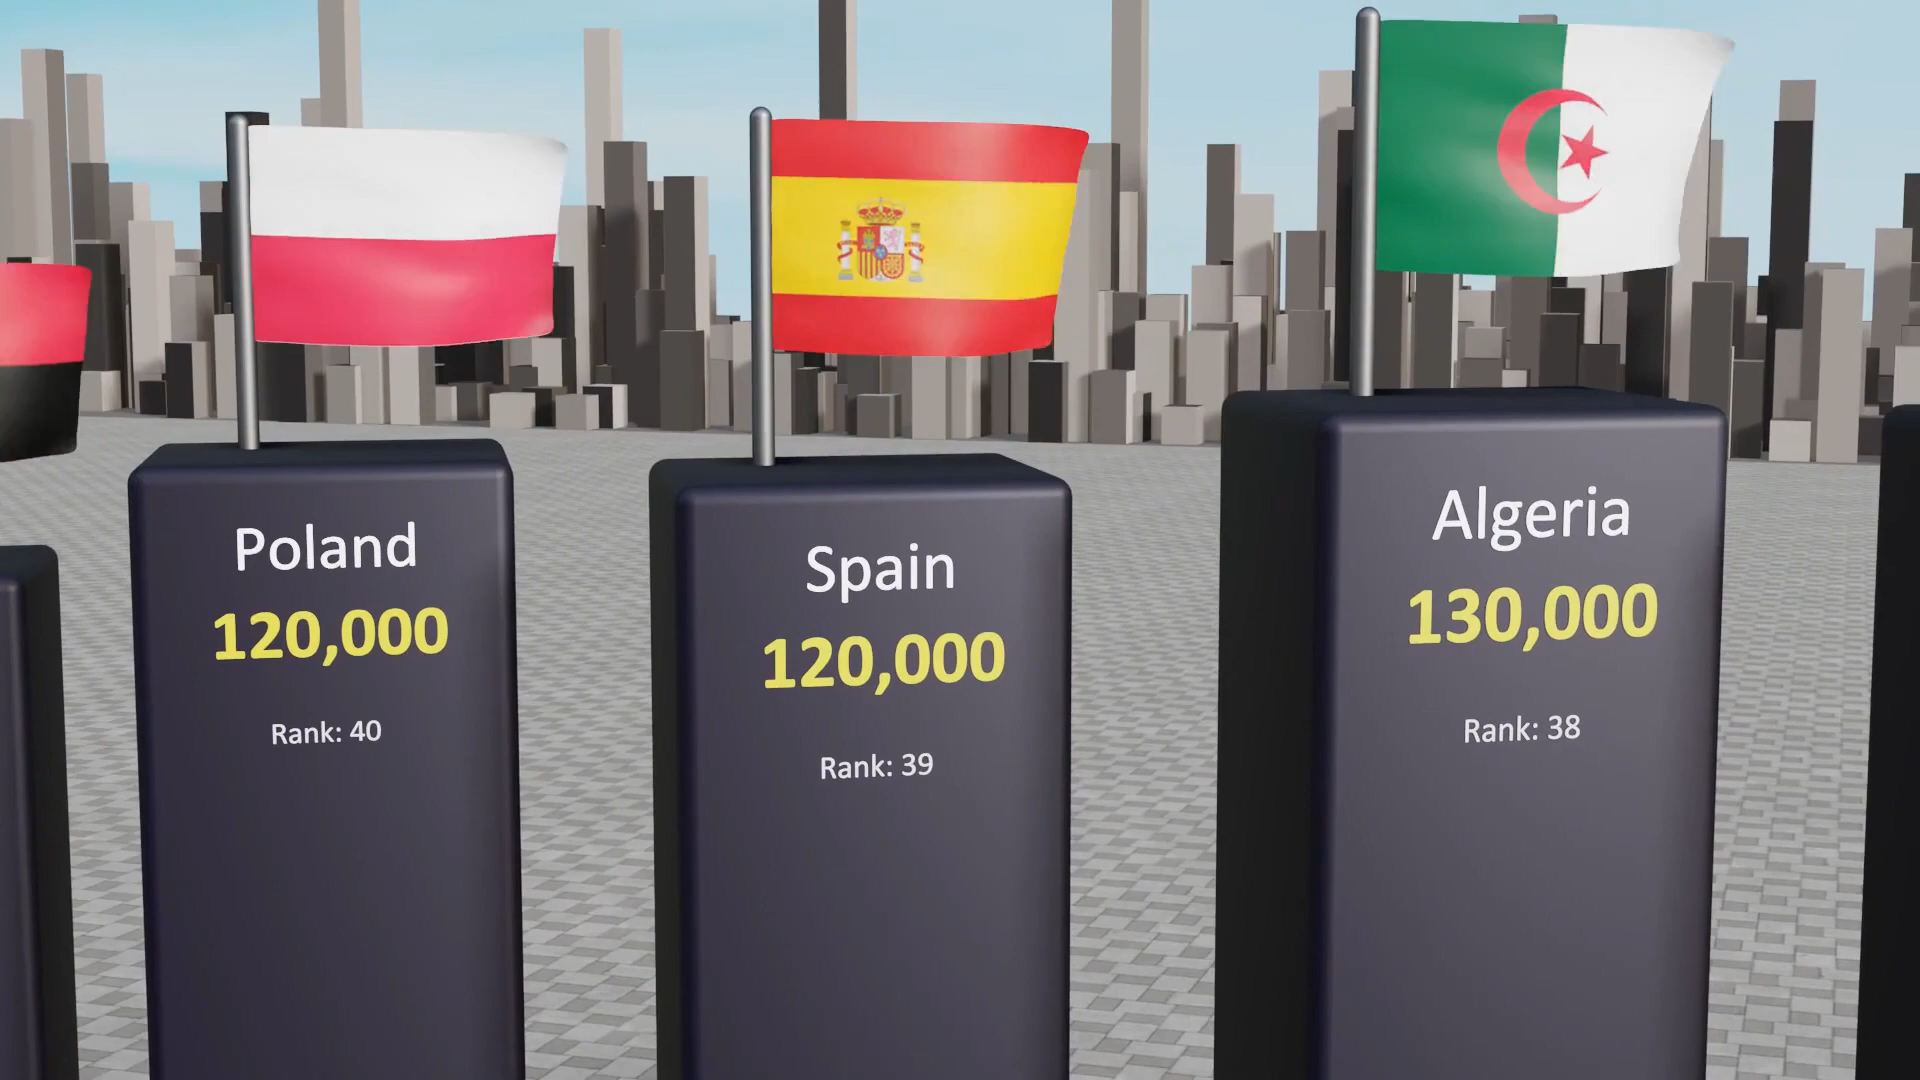 Poland
120,000
Rank: 40
Spain
120,000
Rank: 39
Algeria
130,000
Rank: 38